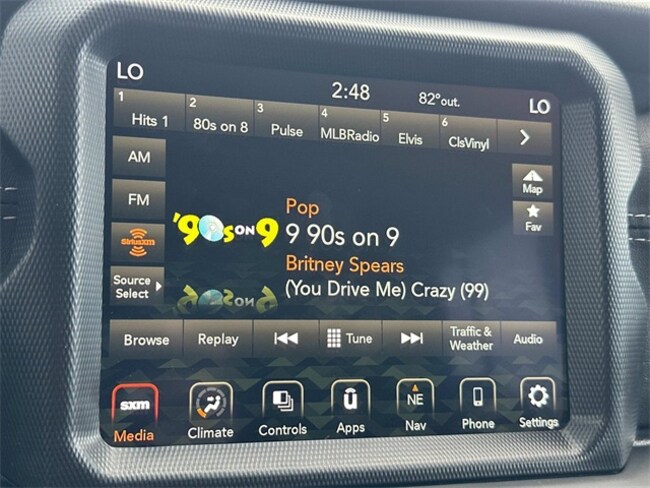 LO
2:48
82°out.
LO
1 Hits 1
2 80s on 8
3 Pulse
4 MLBRadio
5 Elvis
6 ClsVinyl
AM
FM
SiriusXM
Source
Select
Map
Fav
'90s ON 9
Pop
9 90s on 9
Britney Spears
(You Drive Me) Crazy (99)
Browse
Replay
Tune
Traffic &
Weather
Audio
sxm
Media
Climate
Controls
ū
Apps
NE
Nav
Phone
Settings